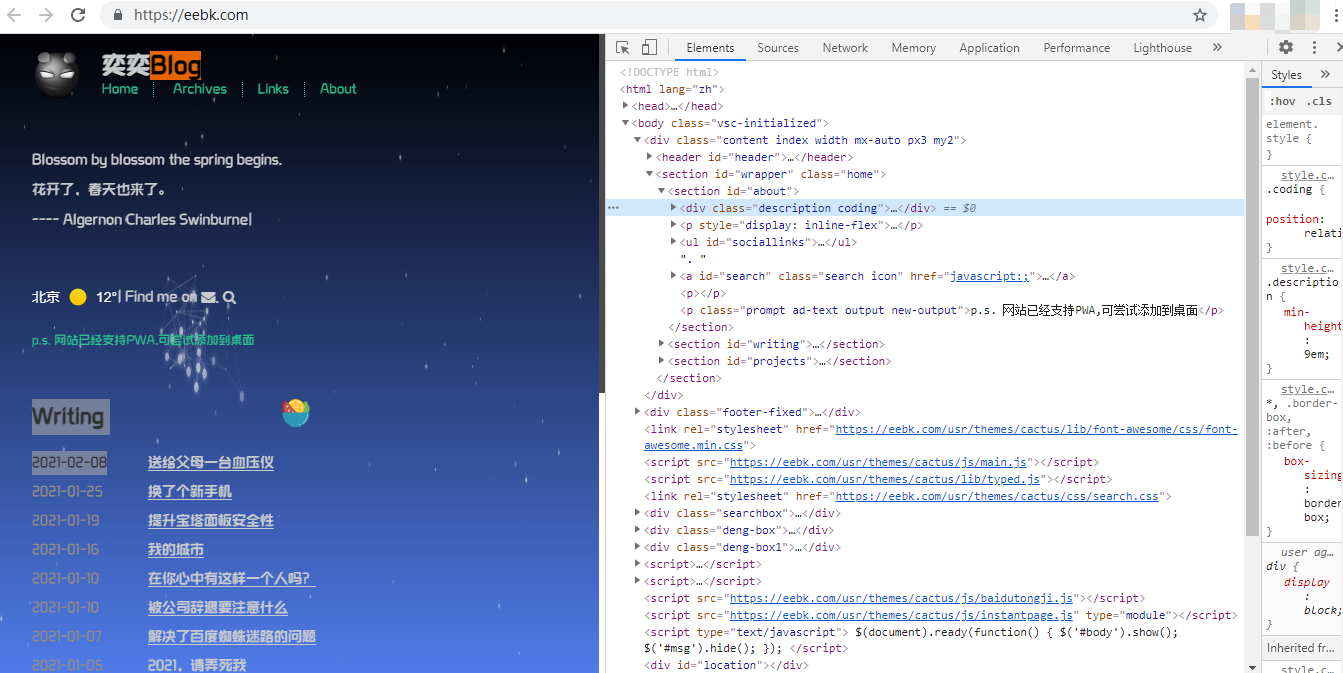 https://eebk.com
奕奕Blog
Home
Archives
Links
About
Blossom by blossom the spring begins.
花开了，春天也来了。
---- Algernon Charles Swinburne|
北京 12°| Find me on . 
p.s. 网站已经支持PWA,可尝试添加到桌面
Writing
2021-02-08 送给父母一台血压仪
2021-01-25 换了个新手机
2021-01-19 提升宝塔面板安全性
2021-01-16 我的城市
2021-01-10 在你心中有这样一个人吗？
2021-01-10 被公司辞退要注意什么
2021-01-07 解决了百度蜘蛛迷路的问题
2021-01-05 2021，请弄死我
Elements Sources Network Memory Application Performance Lighthouse »
<!DOCTYPE html>
<html lang="zh">
<head>…</head>
<body class="vsc-initialized">
<div class="content index width mx-auto px3 my2">
<header id="header">…</header>
<section id="wrapper" class="home">
<section id="about">
<div class="description coding">…</div> == $0
<p style="display: inline-flex">…</p>
<ul id="sociallinks">…</ul>
". "
<a id="search" class="search icon" href="javascript:;">…</a>
<p></p>
<p class="prompt ad-text output new-output">p.s. 网站已经支持PWA,可尝试添加到桌面</p>
</section>
<section id="writing">…</section>
<section id="projects">…</section>
</section>
</div>
<div class="footer-fixed">…</div>
<link rel="stylesheet" href="https://eebk.com/usr/themes/cactus/lib/font-awesome/css/font-
awesome.min.css">
<script src="https://eebk.com/usr/themes/cactus/js/main.js"></script>
<script src="https://eebk.com/usr/themes/cactus/lib/typed.js"></script>
<link rel="stylesheet" href="https://eebk.com/usr/themes/cactus/css/search.css">
<div class="searchbox">…</div>
<div class="deng-box">…</div>
<div class="deng-box1">…</div>
<script>…</script>
<script>…</script>
<script src="https://eebk.com/usr/themes/cactus/js/baidutongji.js"></script>
<script src="https://eebk.com/usr/themes/cactus/js/instantpage.js" type="module"></script>
<script type="text/javascript"> $(document).ready(function() { $('#body').show();
$('#msg').hide(); }); </script>
<div id="location"></div>
Styles »
:hov .cls
element.
style {
}
style.c…
.coding {
position:
relati
}
style.c…
.descriptio
n {
min-
height
:
9em;
}
style.c…
*, .border-
box,
:after,
:before {
box-
sizing
:
border
box;
}
user ag…
div {
display
:
block;
}
Inherited fr…
style.c…